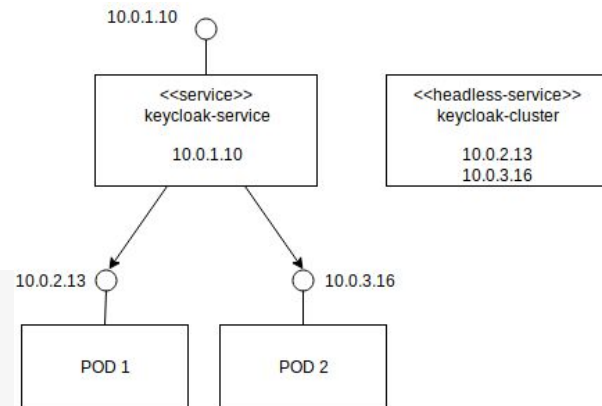 10.0.1.10
<<service>>
keycloak-service
10.0.1.10
<<headless-service>>
keycloak-cluster
10.0.2.13
10.0.3.16
10.0.2.13
10.0.3.16
POD 1
POD 2